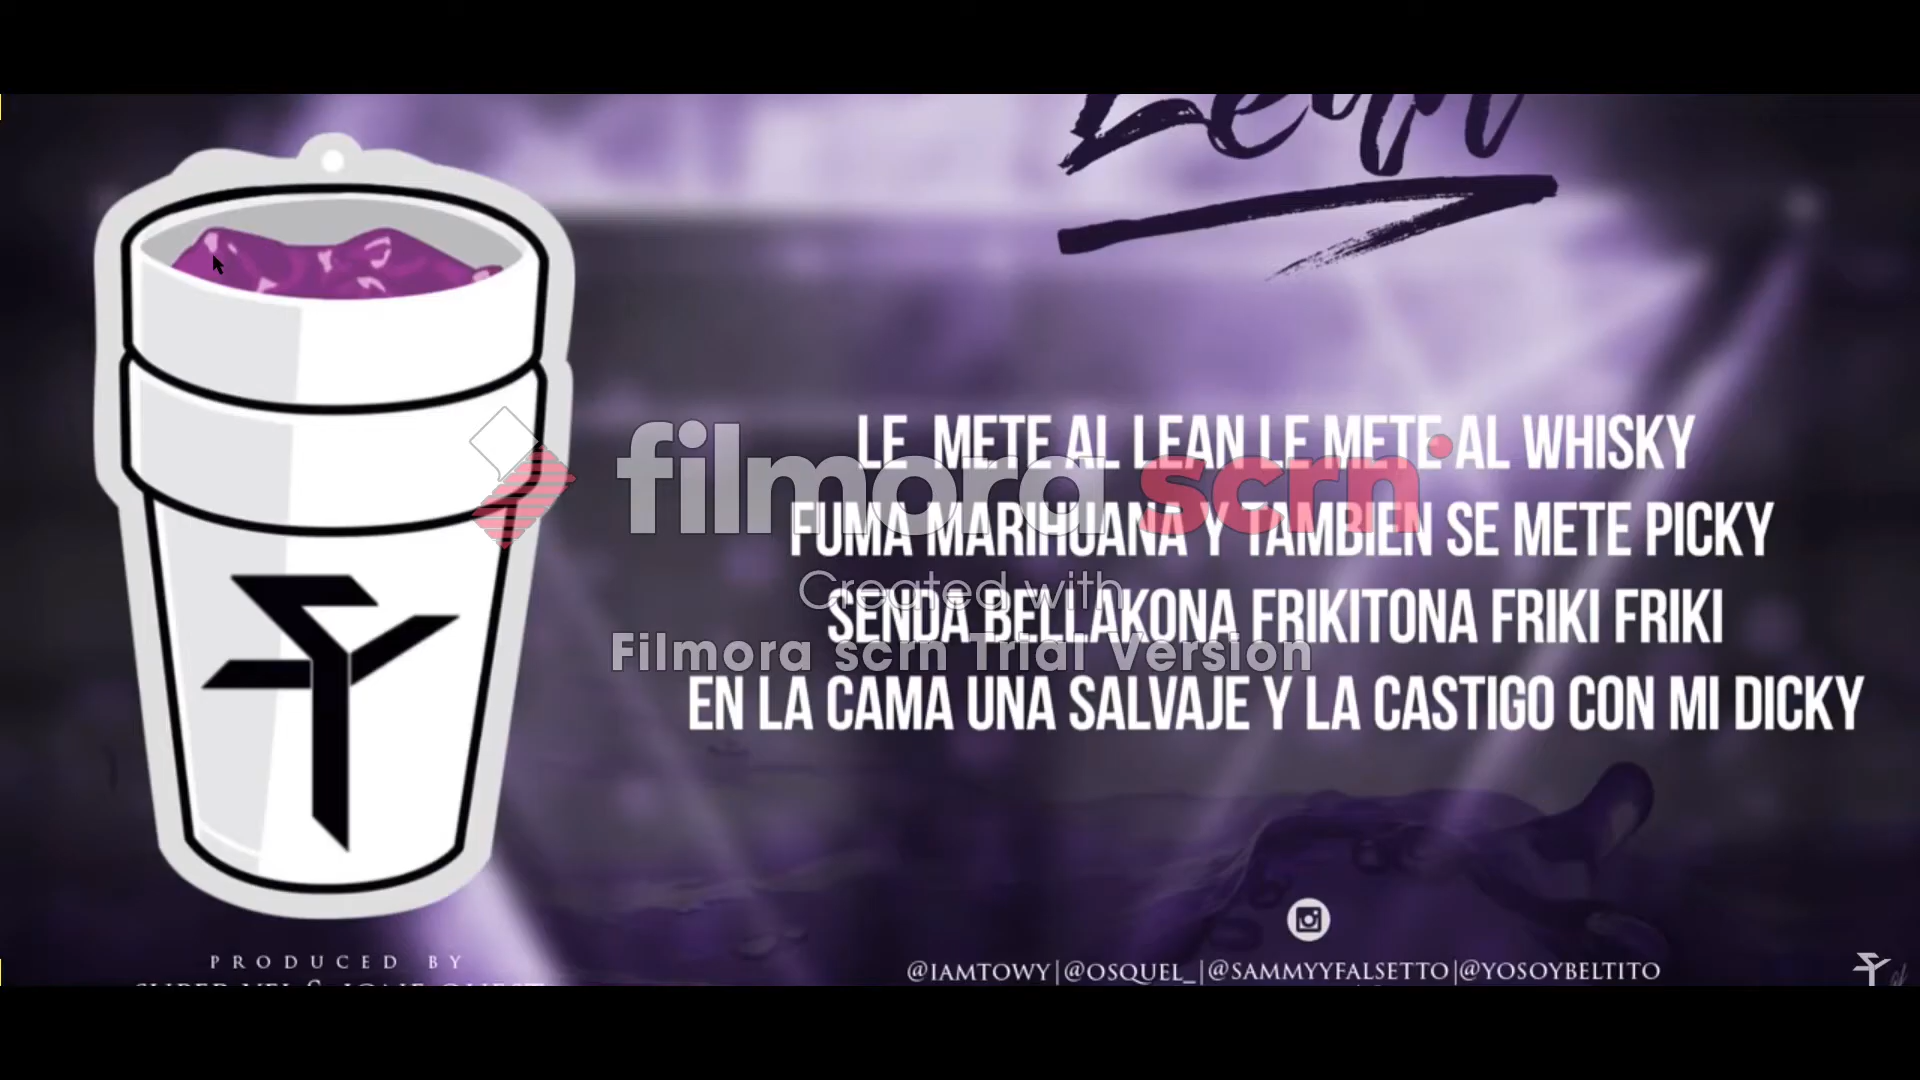 Lean
LE METE AL LEAN LE METE AL WHISKY
FUMA MARIHUANA Y TAMBIEN SE METE PICKY
SENDA BELLAKONA FRIKITONA FRIKI FRIKI
EN LA CAMA UNA SALVAJE Y LA CASTIGO CON MI DICKY
filmora scrn
Created with
Filmora scrn Trial Version
PRODUCED BY
@IAMTOWY|@OSQUEL_|@SAMMYYFALSETTO|@YOSOYBELTITO